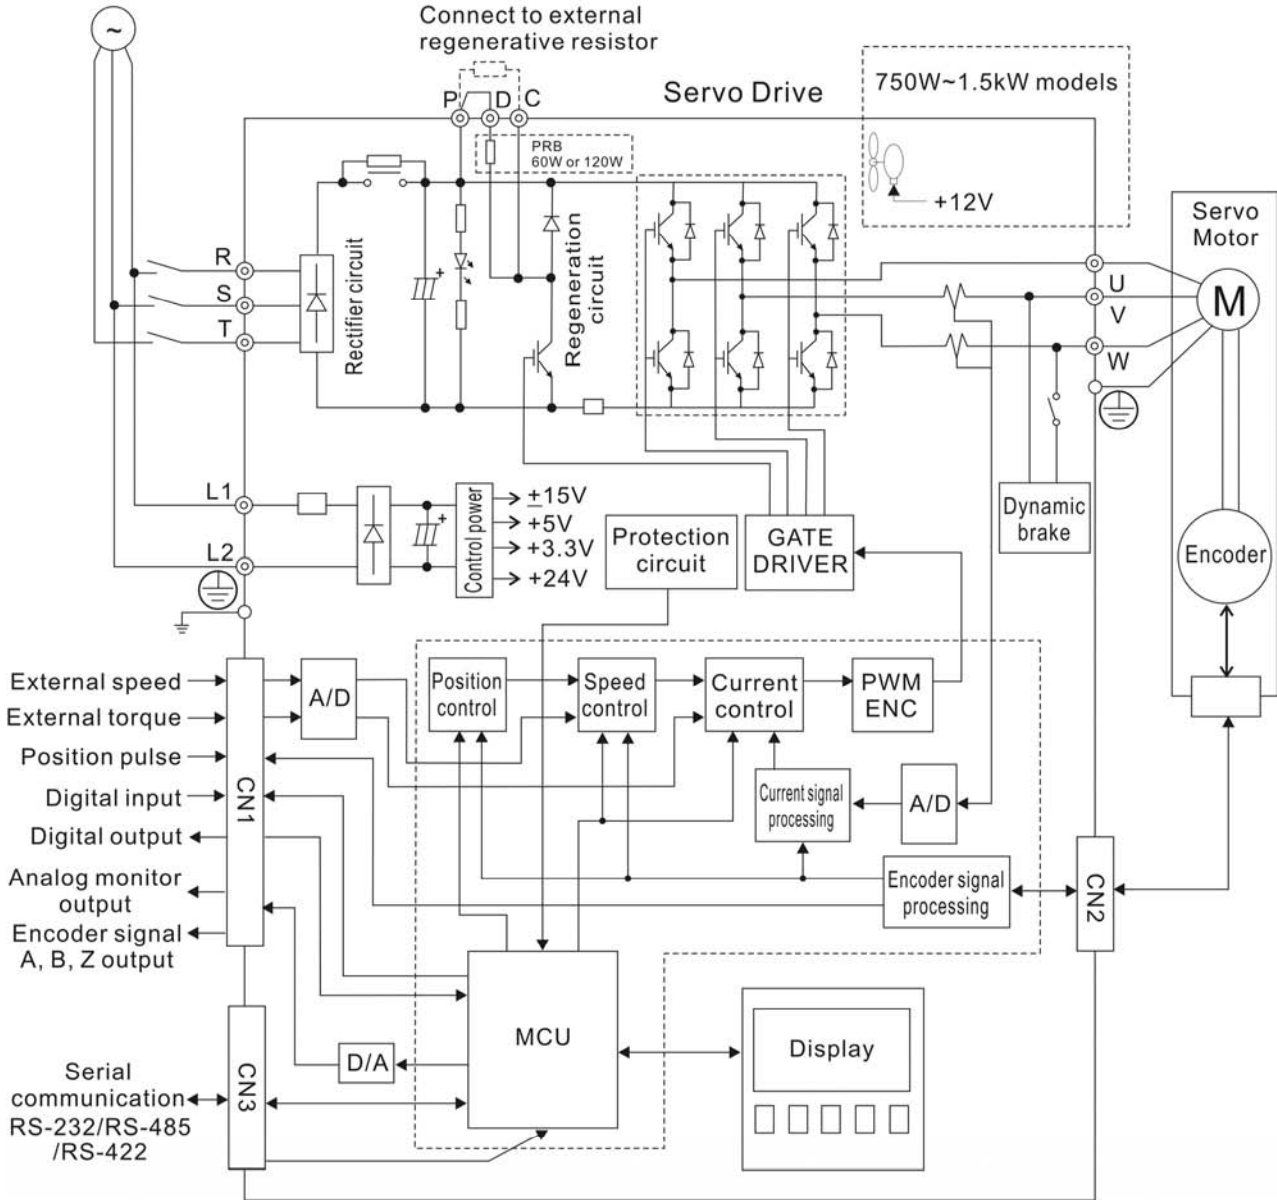 Connect to external
regenerative resistor
~
P D C
Servo Drive
750W~1.5kW models
+12V
PRB
60W or 120W
Servo
Motor
R
S
T
Rectifier circuit
+
Regeneration
circuit
U
V
W
M
L1
L2
+
Control power
±15V
+5V
+3.3V
+24V
Protection
circuit
GATE
DRIVER
Dynamic
brake
Encoder
External speed
External torque
Position pulse
Digital input
Digital output
Analog monitor
output
Encoder signal
A, B, Z output
CN1
A/D
Position
control
Speed
control
Current
control
PWM
ENC
Current signal
processing
A/D
Encoder signal
processing
CN2
MCU
D/A
Display
Serial
communication
RS-232/RS-485
/RS-422
CN3